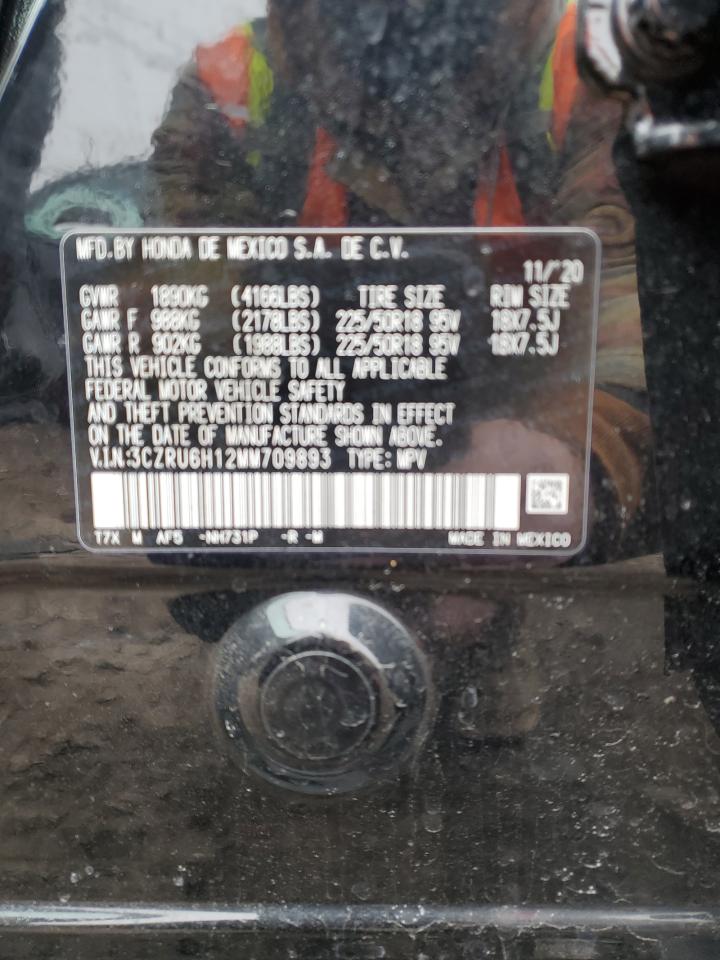 MFD.BY HONDA DE MEXICO S.A. DE C.V.
11/'20
GVWR 1890KG (4166LBS) TIRE SIZE RIM SIZE
GAWR F 988KG (2178LBS) 225/50R18 95V 18X7.5J
GAWR R 902KG (1988LBS) 225/50R18 95V 18X7.5J
THIS VEHICLE CONFORMS TO ALL APPLICABLE
FEDERAL MOTOR VEHICLE SAFETY
AND THEFT PREVENTION STANDARDS IN EFFECT
ON THE DATE OF MANUFACTURE SHOWN ABOVE.
V.I.N:3CZRU6H12MM709893 TYPE:MPV
T7X M AF5 -NH731P -R -M MADE IN MEXICO